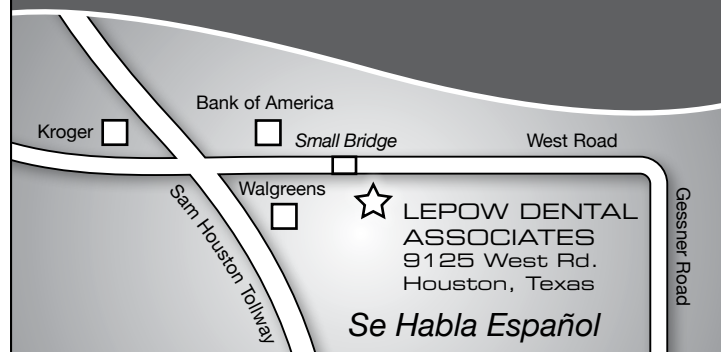 Bank of America
Kroger
Small Bridge
West Road
Walgreens
Sam Houston Tollway
Gessner Road
LEPOW DENTAL
ASSOCIATES
9125 West Rd.
Houston, Texas
Se Habla Español